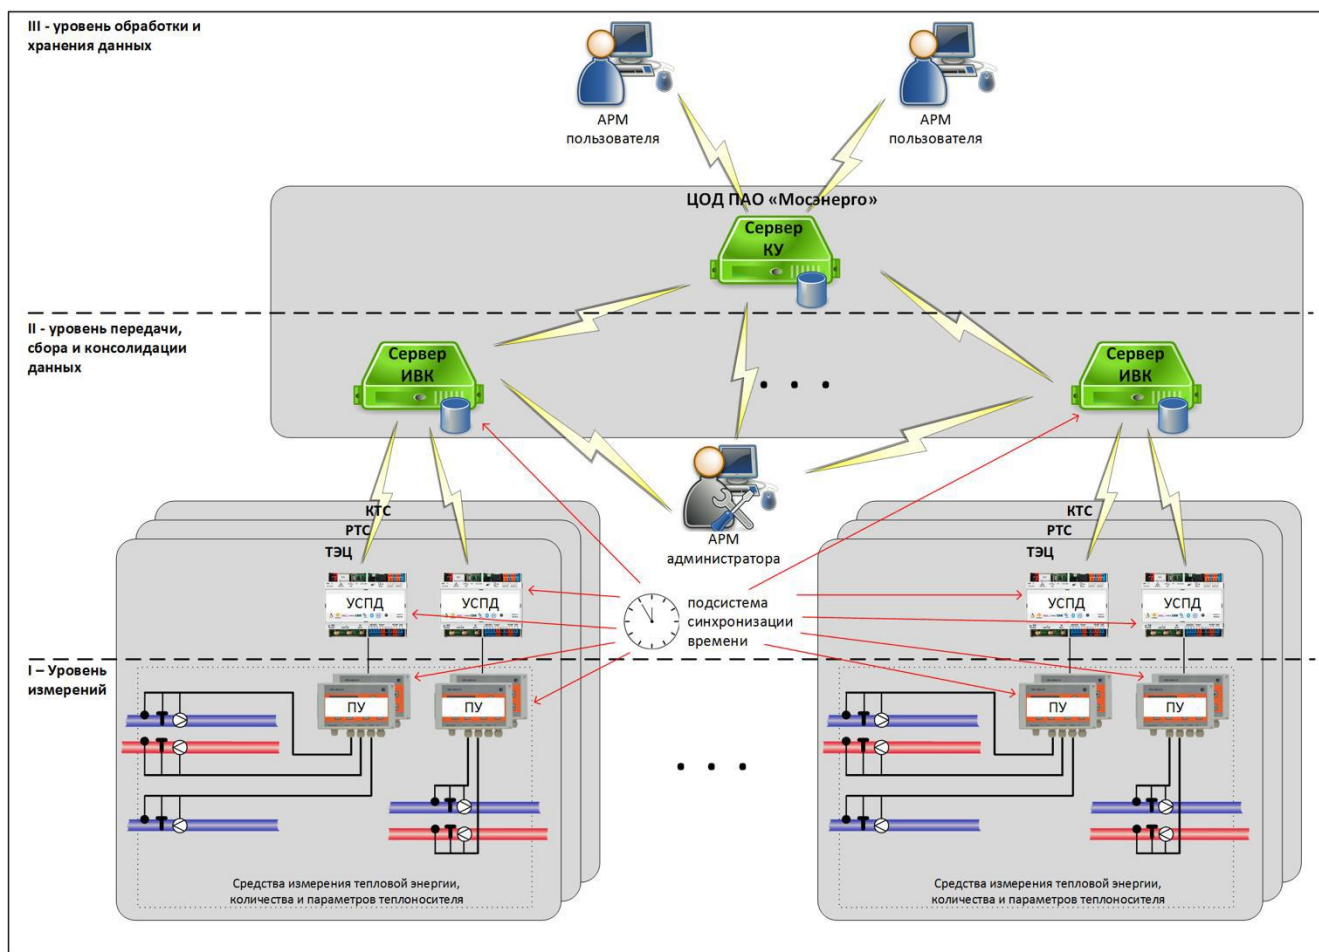 III - уровень обработки и
хранения данных
АРМ
пользователя
АРМ
пользователя
ЦОД ПАО «Мосэнерго»
Сервер
КУ
II - уровень передачи,
сбора и консолидации
данных
Сервер
ИВК
Сервер
ИВК
АРМ
администратора
КТС
РТС
ТЭЦ
КТС
РТС
ТЭЦ
УСПД
УСПД
подсистема
синхронизации
времени
УСПД
УСПД
I – Уровень
измерений
ПУ
ПУ
ПУ
ПУ
Средства измерения тепловой энергии,
количества и параметров теплоносителя
Средства измерения тепловой энергии,
количества и параметров теплоносителя